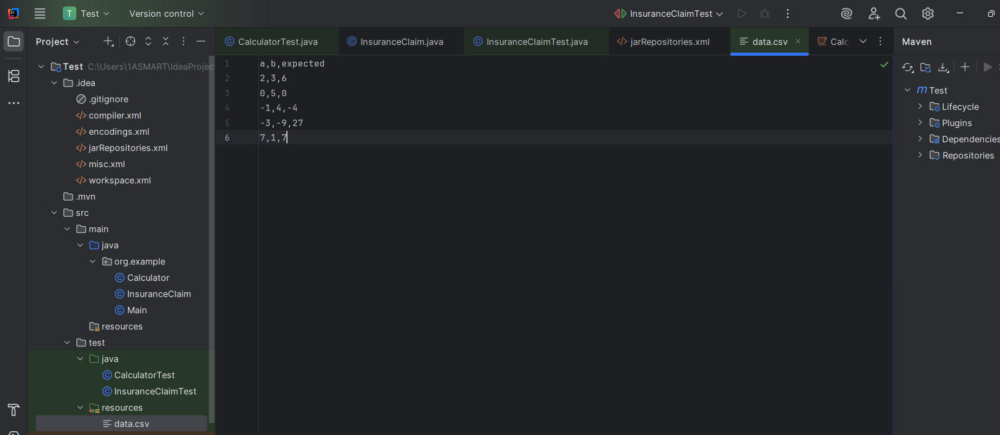 T Test Version control InsuranceClaimTest
Project
CalculatorTest.java InsuranceClaim.java InsuranceClaimTest.java jarRepositories.xml data.csv Calc
Maven
Test C:\Users\1ASMART\IdeaProjec
.idea
.gitignore
compiler.xml
encodings.xml
jarRepositories.xml
misc.xml
workspace.xml
.mvn
src
main
java
org.example
Calculator
InsuranceClaim
Main
resources
test
java
CalculatorTest
InsuranceClaimTest
resources
data.csv
1 a,b,expected
2 2,3,6
3 0,5,0
4 -1,4,-4
5 -3,-9,27
6 7,1,7
m Test
Lifecycle
Plugins
Dependencies
Repositories